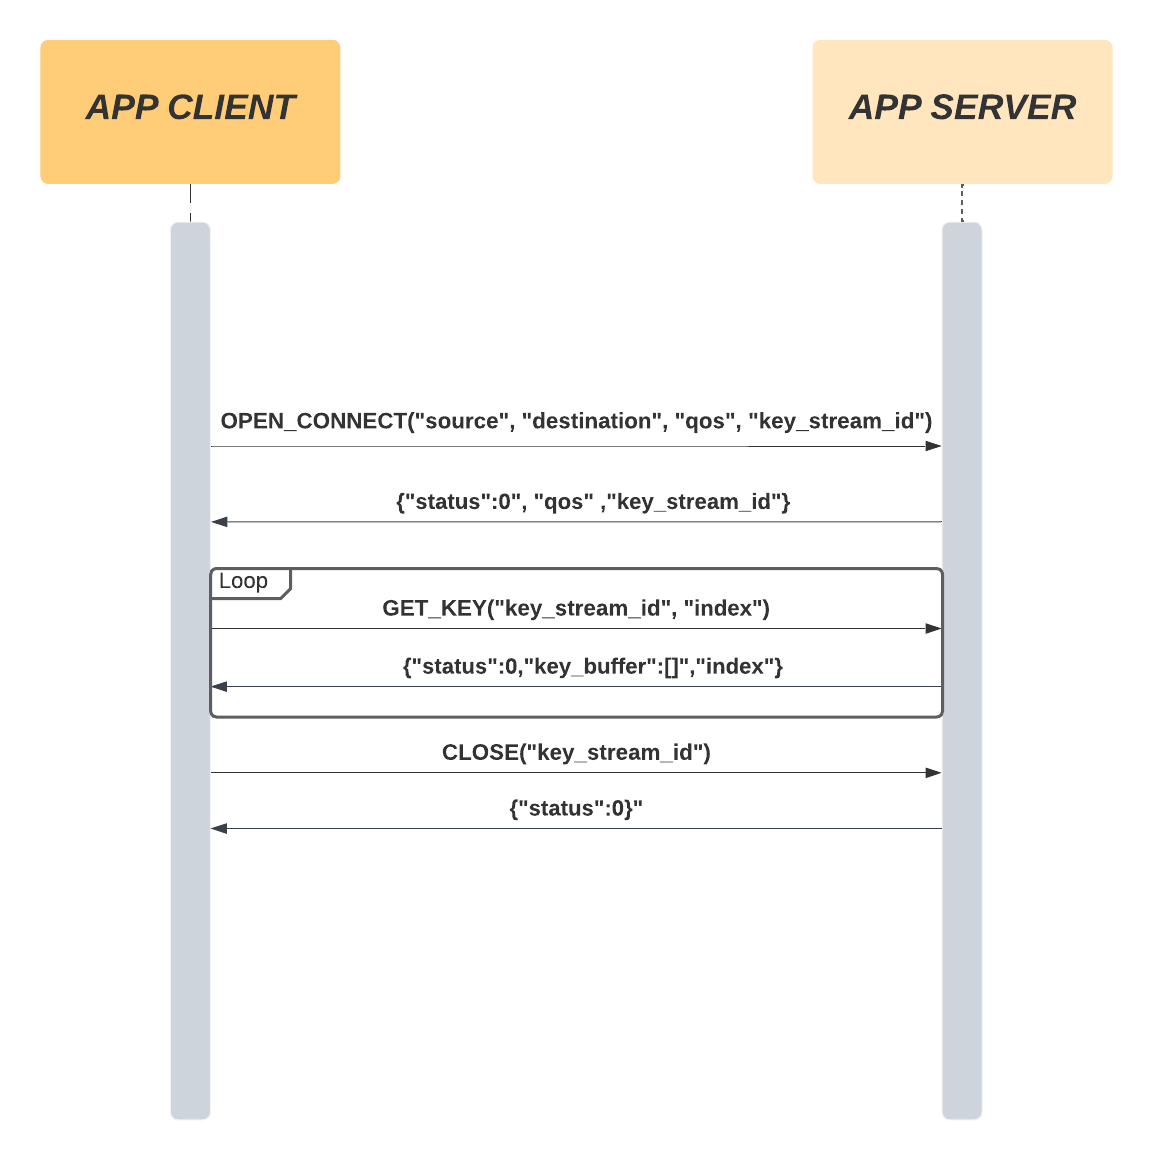 APP CLIENT
APP SERVER
OPEN_CONNECT("source", "destination", "qos", "key_stream_id")
{"status":0", "qos" ,"key_stream_id"}
Loop
GET_KEY("key_stream_id", "index")
{"status":0,"key_buffer":[]","index"}
CLOSE("key_stream_id")
{"status":0}"